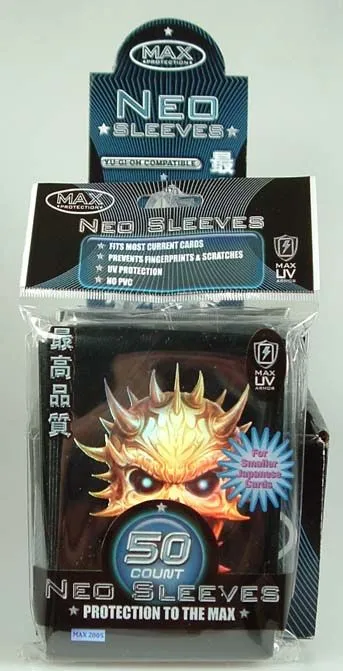 MAX
PROTECTION
NEO
★ SLEEVES ★
YU-GI-OH COMPATIBLE
最
MAX
PROTECTION
NEO SLEEVES
★ FITS MOST CURRENT CARDS
★ PREVENTS FINGERPRINTS & SCRATCHES
★ UV PROTECTION
★ NO PVC
MAX
UV
ARMOR
最高品質
MAX
UV
ARMOR
For
Smaller
Japanese
Cards
50
COUNT
NEO SLEEVES
★ PROTECTION TO THE MAX ★
MAX 2005